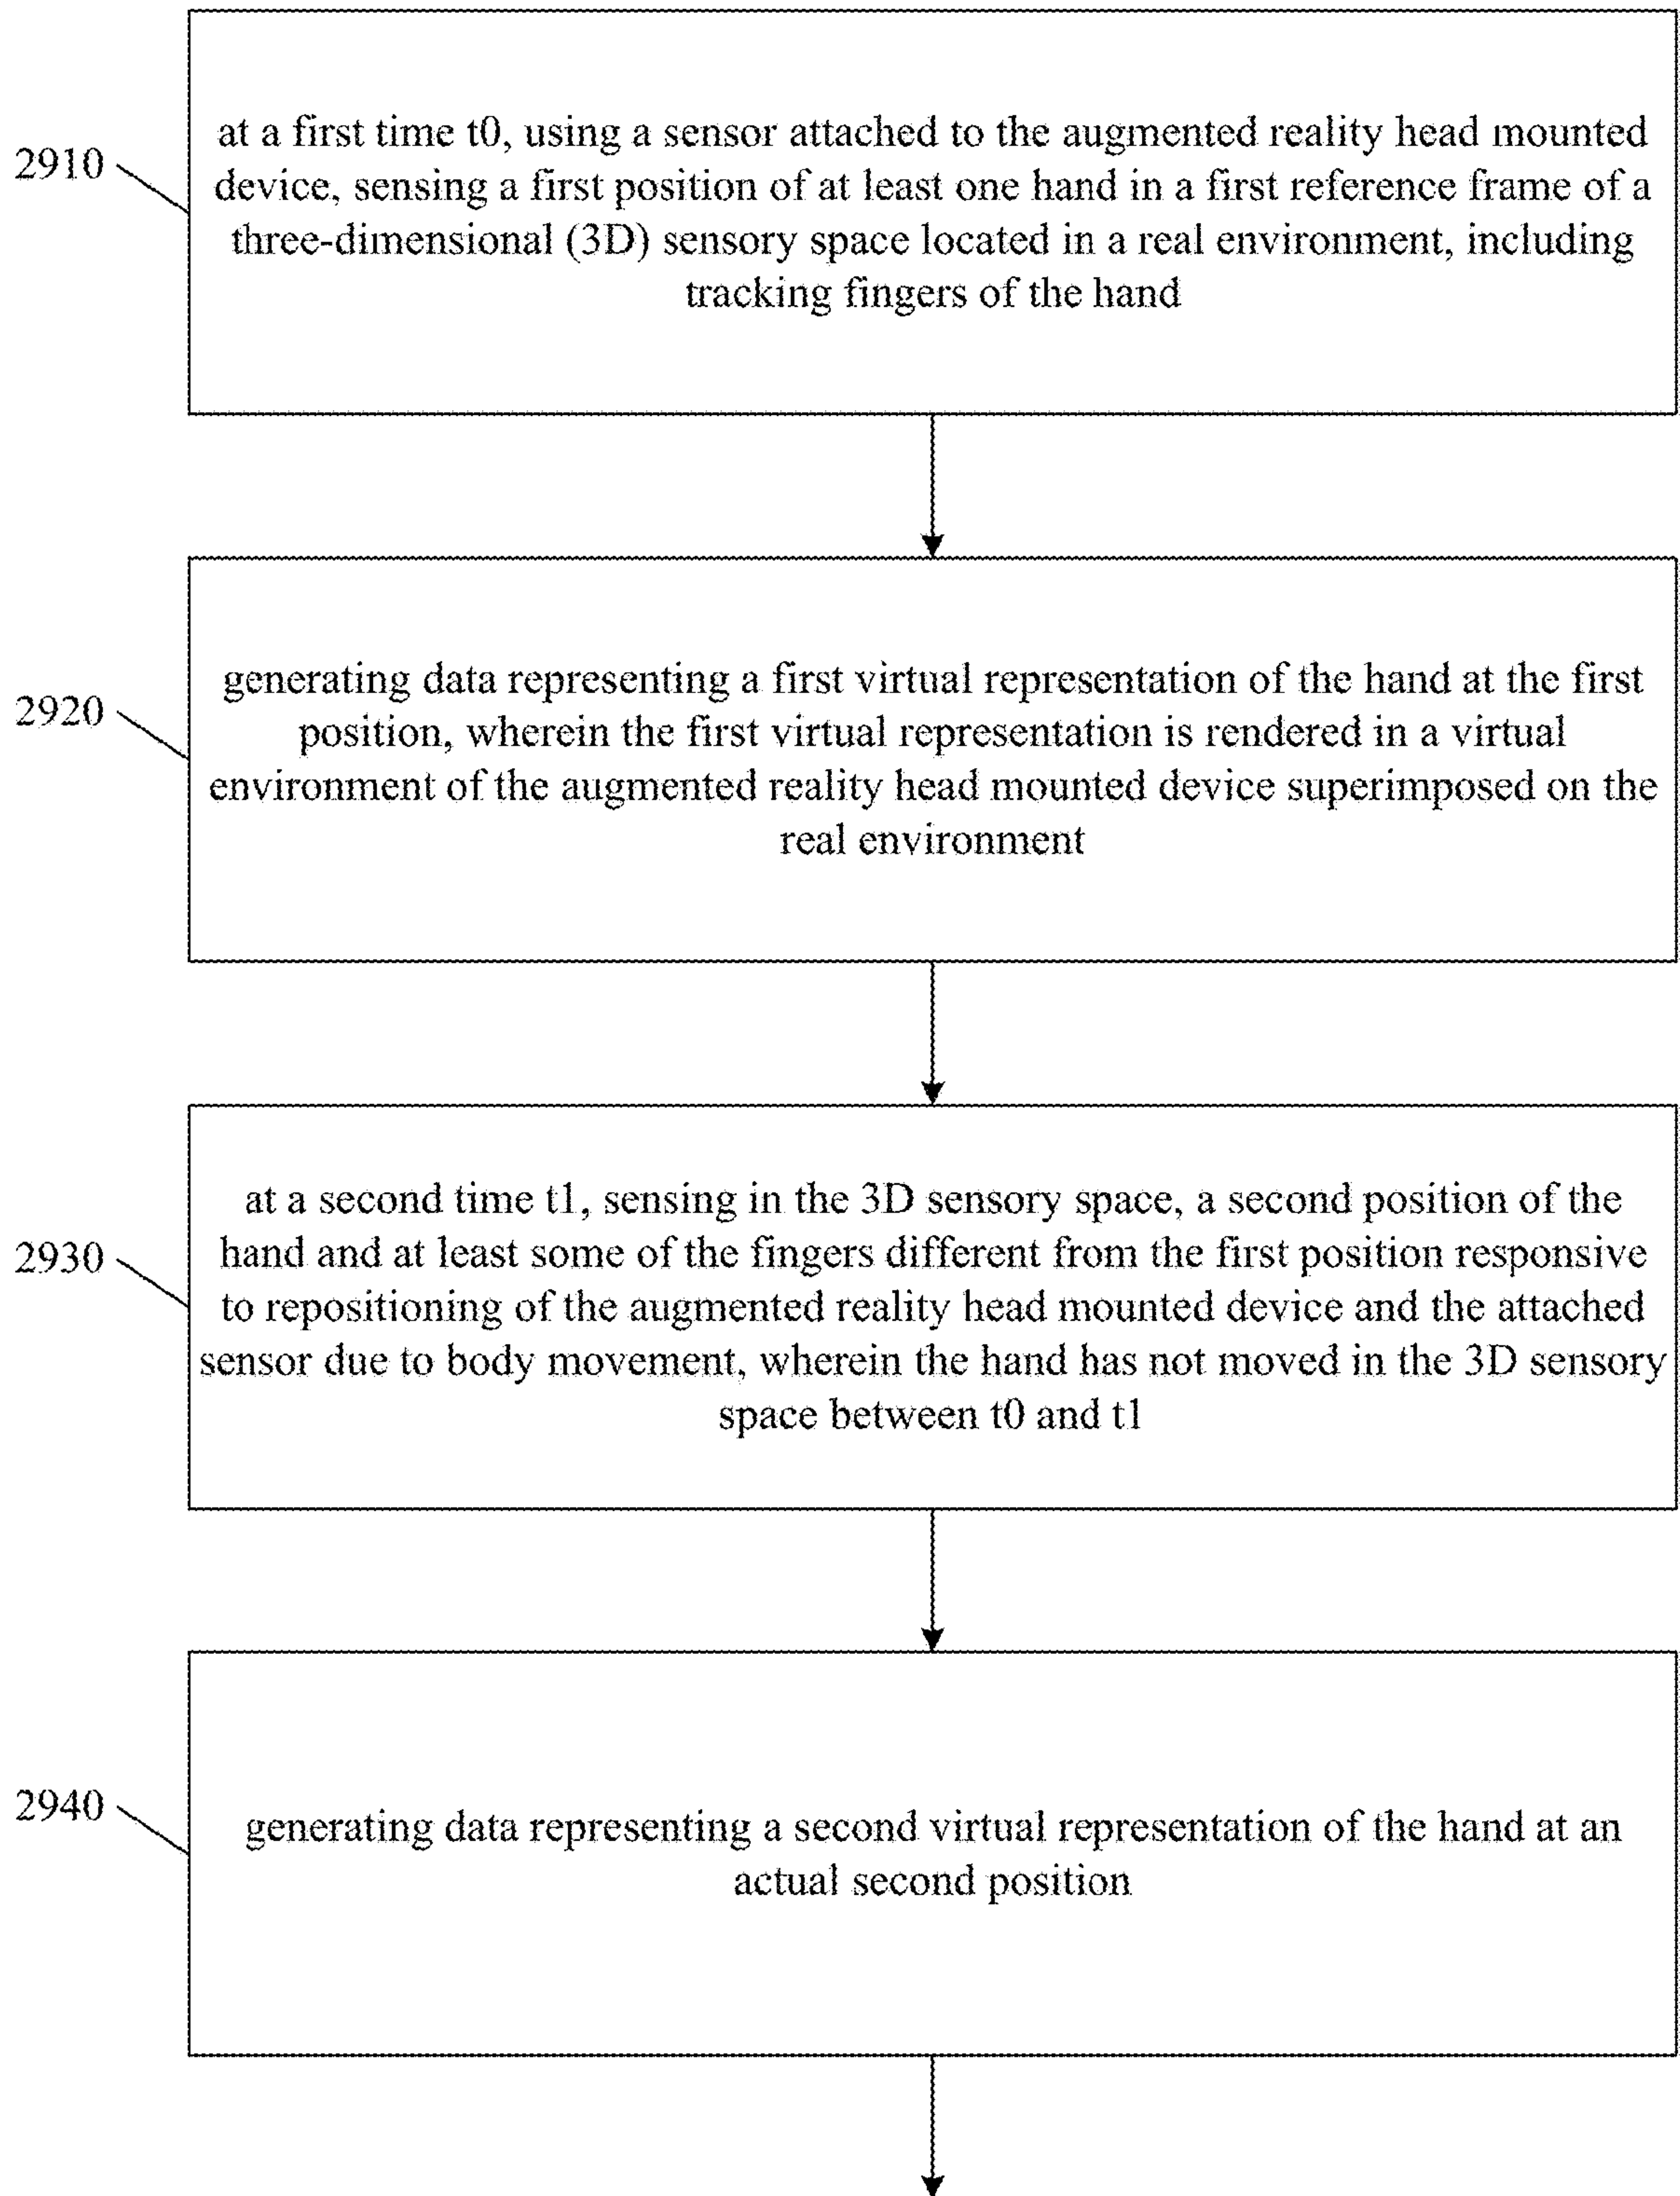 2910
at a first time t0, using a sensor attached to the augmented reality head mounted
device, sensing a first position of at least one hand in a first reference frame of a
three-dimensional (3D) sensory space located in a real environment, including
tracking fingers of the hand
2920
generating data representing a first virtual representation of the hand at the first
position, wherein the first virtual representation is rendered in a virtual
environment of the augmented reality head mounted device superimposed on the
real environment
2930
at a second time t1, sensing in the 3D sensory space, a second position of the
hand and at least some of the fingers different from the first position responsive
to repositioning of the augmented reality head mounted device and the attached
sensor due to body movement, wherein the hand has not moved in the 3D sensory
space between t0 and t1
2940
generating data representing a second virtual representation of the hand at an
actual second position